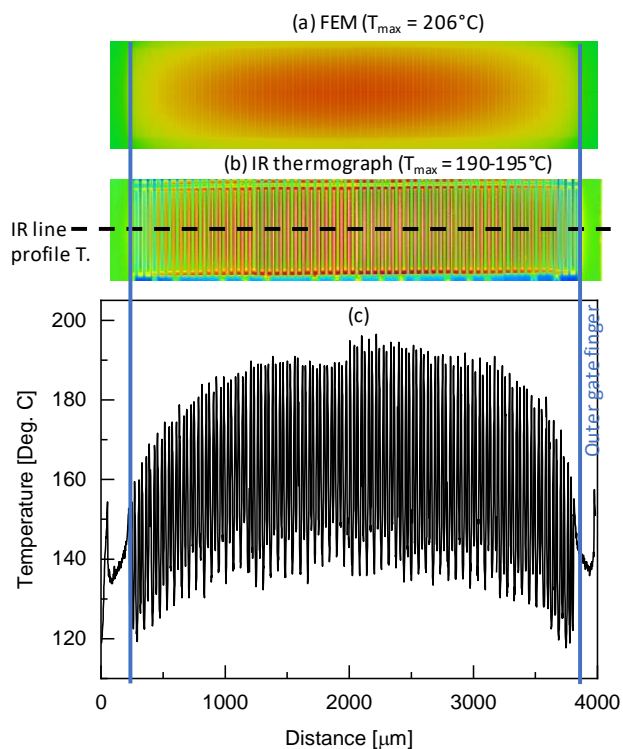 (a) FEM (Tmax = 206°C)
(b) IR thermograph (Tmax = 190-195°C)
IR line
profile T.
(c)
Outer gate finger
Temperature [Deg. C]
200
180
160
140
120
0
1000
2000
3000
4000
Distance [μm]